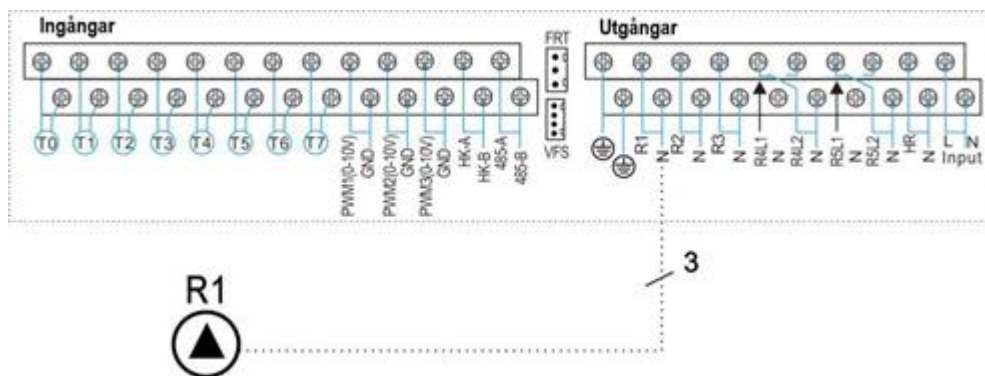 Ingångar
FRT
Utgångar
T0 T1 T2 T3 T4 T5 T6 T7
PWM1(0-10V)
GND
PWM2(0-10V)
GND
PWM3(0-10V)
GND
HK-A
HK-B
485-A
485-B
VFS
R1
N
R2
N
R3
N
R4L1
N
R4L2
N
R5L1
N
R5L2
N
HR
N
L N
Input
3
R1